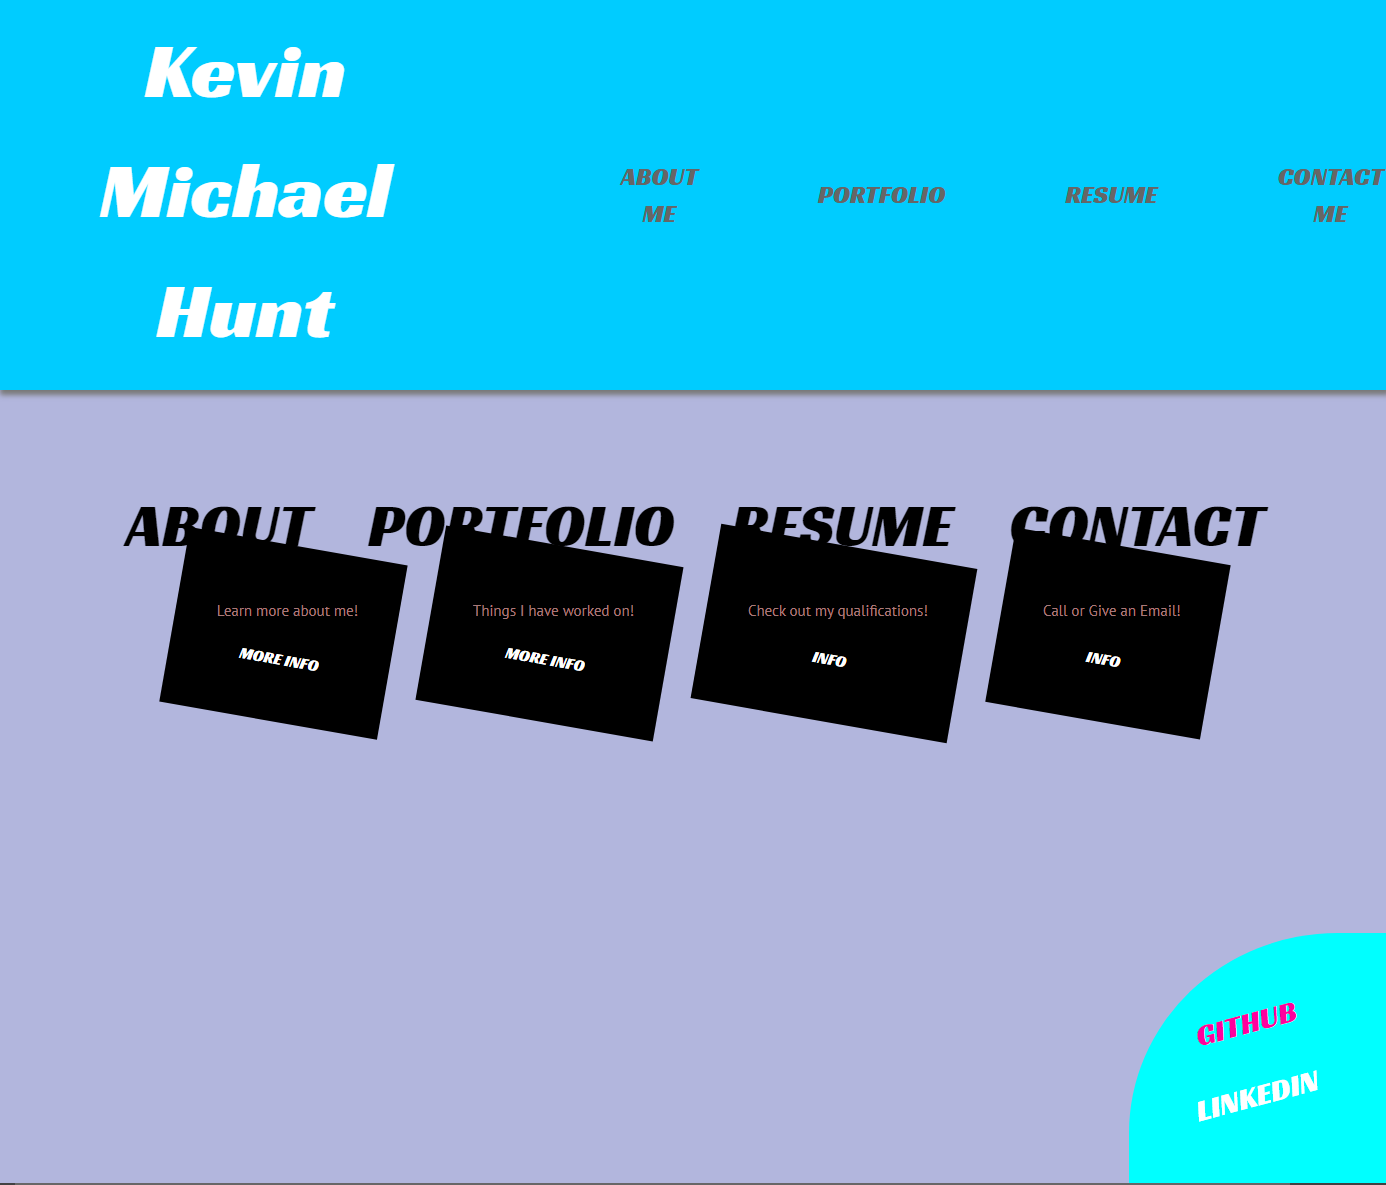 Kevin
Michael
Hunt
ABOUT
ME
PORTFOLIO
RESUME
CONTACT
ME
ABOUT
PORTFOLIO
RESUME
CONTACT
Learn more about me!
MORE INFO
Things I have worked on!
MORE INFO
Check out my qualifications!
INFO
Call or Give an Email!
INFO
GITHUB
LINKEDIN